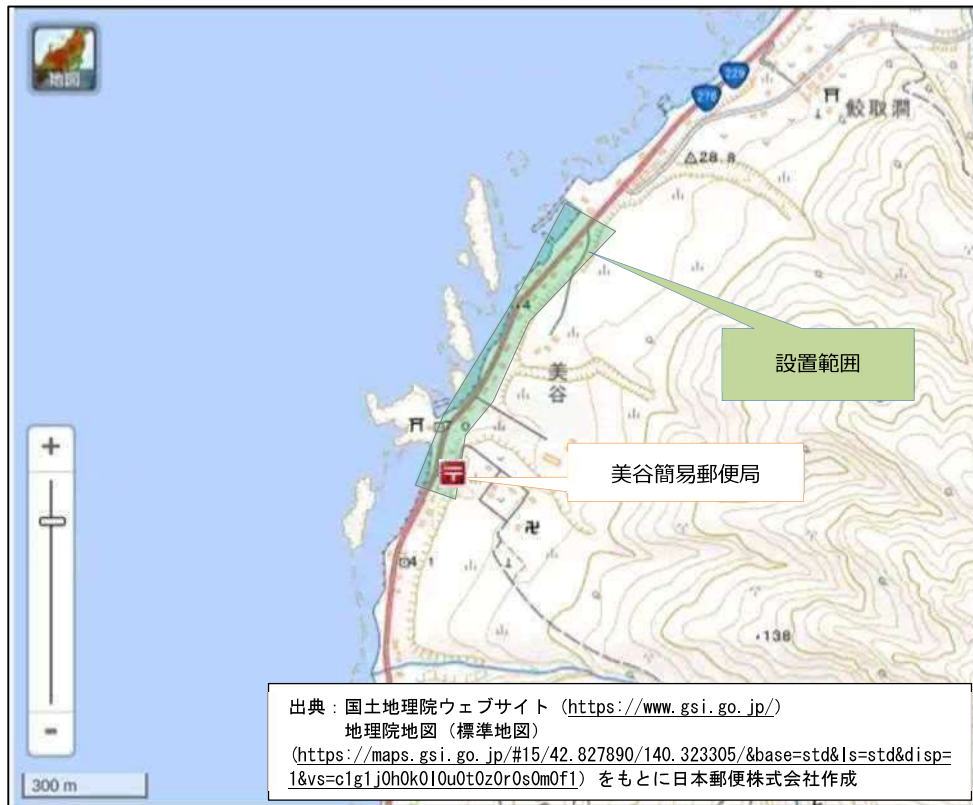 地図
229
276
鮫取澗
28.8
4
設置範囲
美谷
美谷簡易郵便局
4.1
138
+
-
300 m
出典：国土地理院ウェブサイト（https://www.gsi.go.jp/）
地理院地図（標準地図）
(https://maps.gsi.go.jp/#15/42.827890/140.323305/&base=std&ls=std&disp=
1&vs=c1g1j0h0k0l0u0t0z0r0s0m0f1）をもとに日本郵便株式会社作成